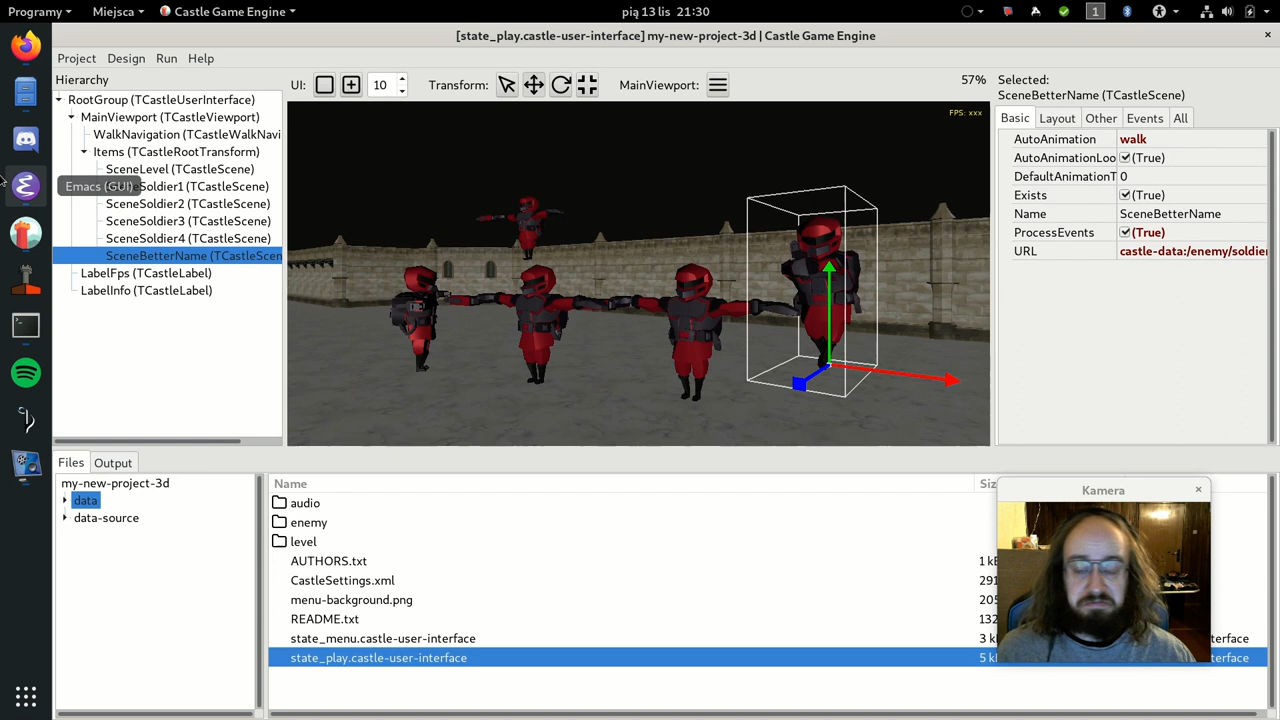 Programy Miejsca Castle Game Engine pią 13 lis 21:30 1
[state_play.castle-user-interface] my-new-project-3d | Castle Game Engine ×
Project Design Run Help
Hierarchy
RootGroup (TCastleUserInterface)
MainViewport (TCastleViewport)
WalkNavigation (TCastleWalkNavi
Items (TCastleRootTransform)
SceneLevel (TCastleScene)
Soldier1 (TCastleScene)
SceneSoldier2 (TCastleScene)
SceneSoldier3 (TCastleScene)
SceneSoldier4 (TCastleScene)
SceneBetterName (TCastleScen
LabelFps (TCastleLabel)
LabelInfo (TCastleLabel)
Emacs (GUI)
UI: 10 Transform: MainViewport: 57%
FPS: xxx
Selected:
SceneBetterName (TCastleScene)
Basic Layout Other Events All
AutoAnimation walk
AutoAnimationLoo (True)
DefaultAnimationT 0
Exists (True)
Name SceneBetterName
ProcessEvents (True)
URL castle-data:/enemy/soldier
Files Output
my-new-project-3d
data
data-source
Name Siz
audio
enemy
level
AUTHORS.txt 1 kE
CastleSettings.xml 291
menu-background.png 205
README.txt 132
state_menu.castle-user-interface 3 kl terface
state_play.castle-user-interface 5 kl terface
Kamera ×